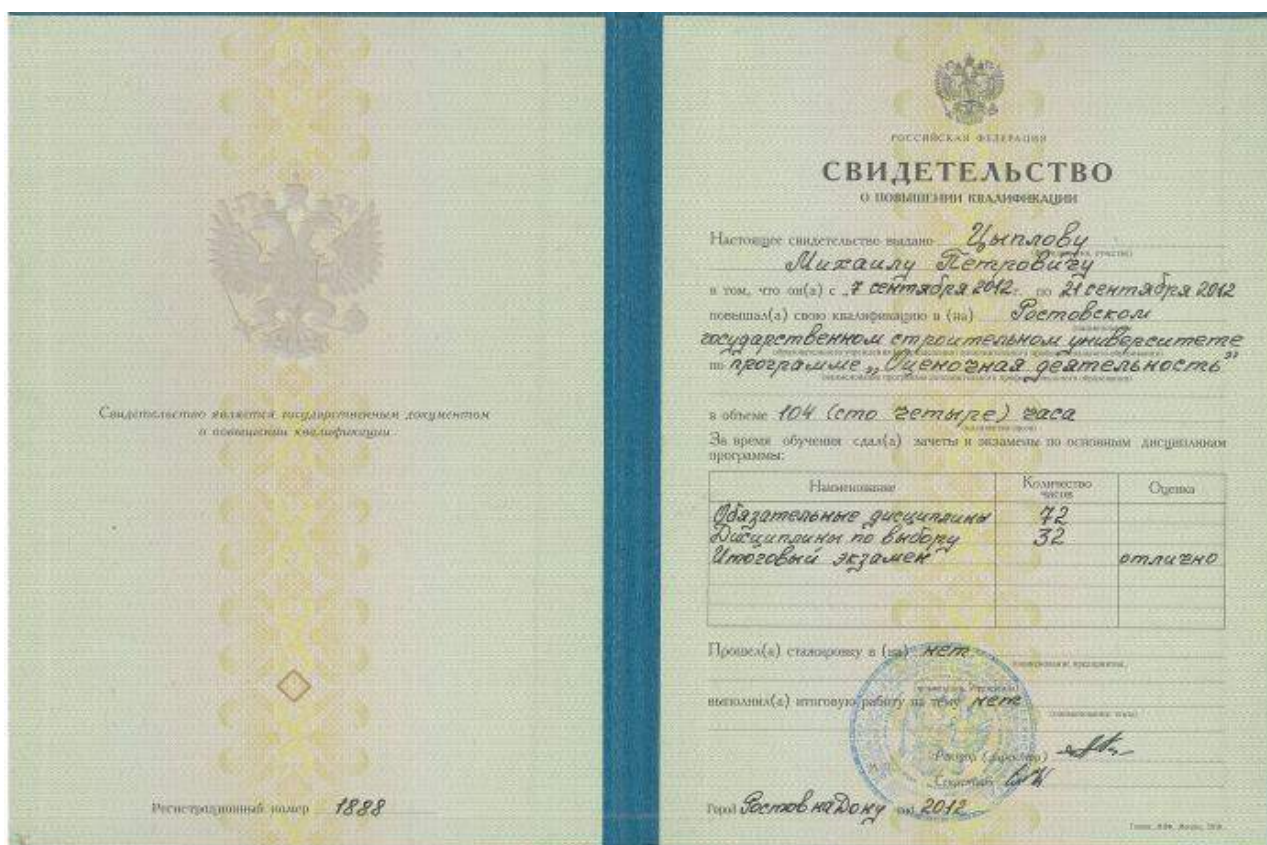 Свидетельство является государственным документом
о повышении квалификации
Регистрационный номер 1888
РОССИЙСКАЯ ФЕДЕРАЦИЯ
СВИДЕТЕЛЬСТВО
О ПОВЫШЕНИИ КВАЛИФИКАЦИИ
Настоящее свидетельство выдано Цыплову
Михаилу Петровичу
в том, что он(а) с „7 сентября 2012г. по 21 сентября 2012
повышал(а) свою квалификацию в (на) Ростовском
государственном строительном университете
по программе „Оценочная деятельность"
в объеме 104 (сто четыре) часа
За время обучения сдал(а) зачеты и экзамены по основным дисциплинам
программы:
Наименование Количество часов Оценка
Обязательные дисциплины 72
Дисциплины по выбору 32
Итоговый экзамен отлично
Прошел(а) стажировку в (на) нет
выполнил(а) итоговую работу на тему нет
Ректор (директор)
Секретарь
Город Ростов на Дону год 2012